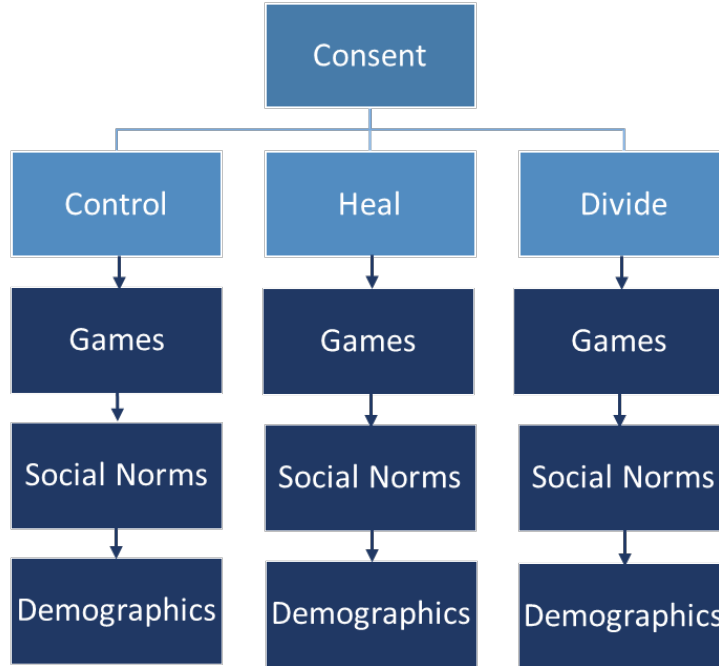 Consent
Control
Heal
Divide
Games
Games
Games
Social Norms
Social Norms
Social Norms
Demographics
Demographics
Demographics